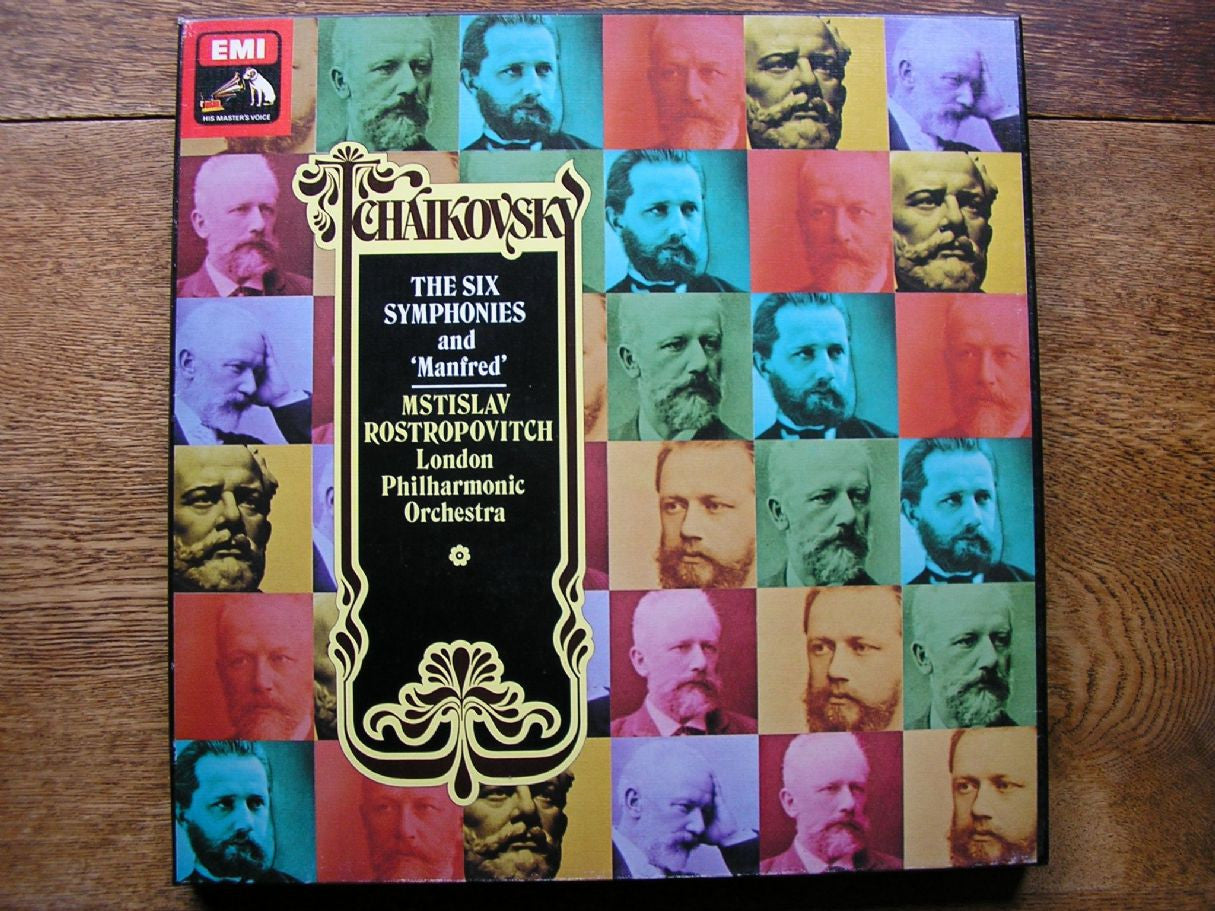 EMI
HIS MASTER'S VOICE
TCHAIKOVSKY
THE SIX
SYMPHONIES
and
'Manfred'
MSTISLAV
ROSTROPOVITCH
London
Philharmonic
Orchestra